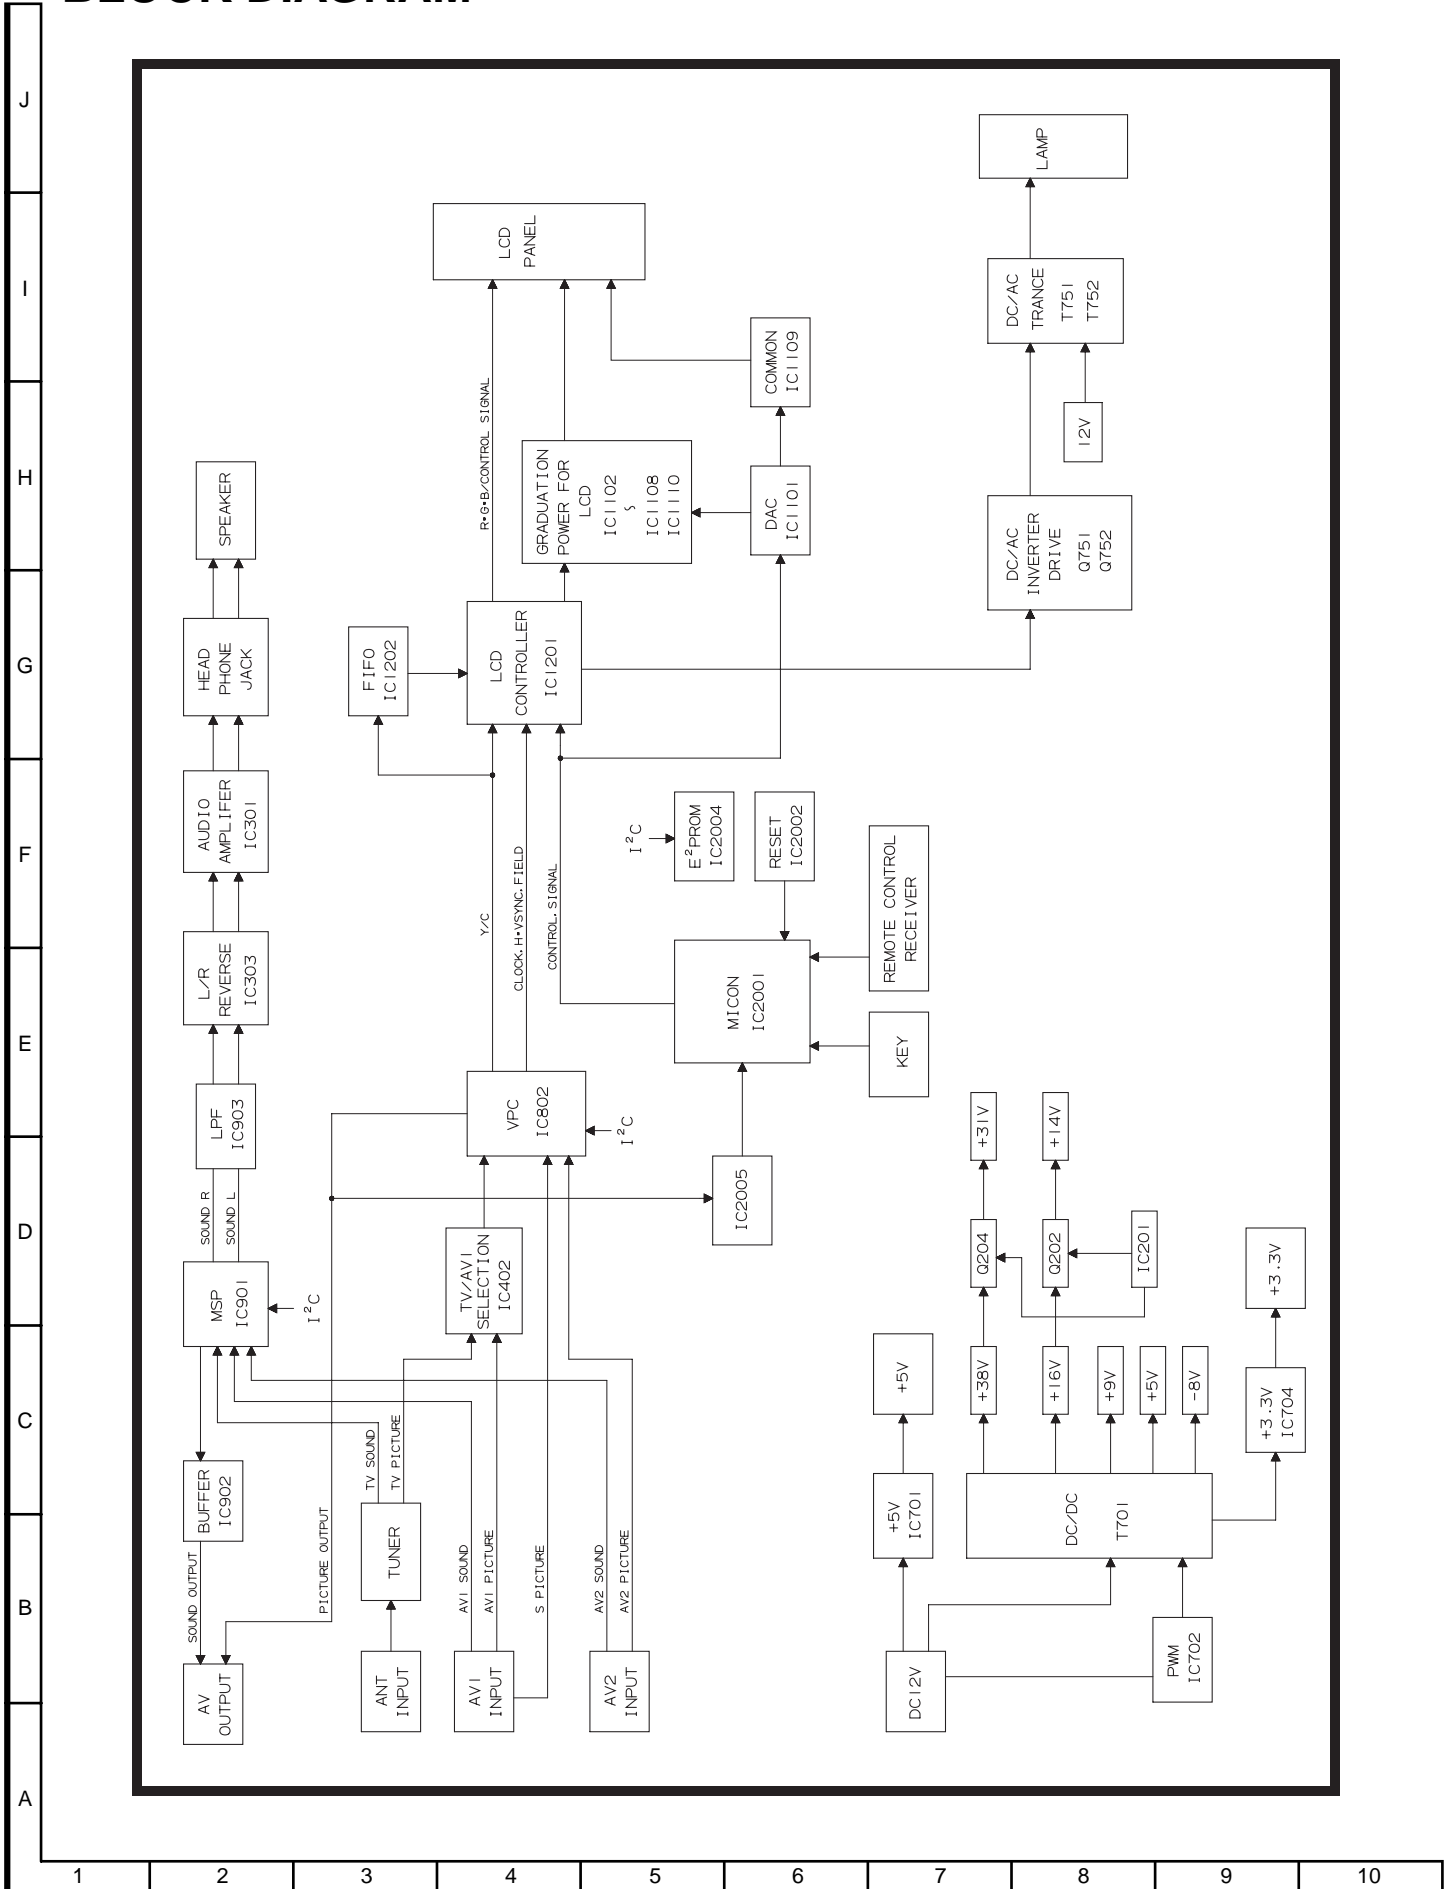 BLOCK DIAGRAM
J
I
H
G
F
E
D
C
B
A
1
2
3
4
5
6
7
8
9
10
SPEAKER
HEAD
PHONE
JACK
AUDIO
AMPLIFER
IC301
L/R
REVERSE
IC303
LPF
IC903
SOUND R
SOUND L
MSP
IC901
I²C
BUFFER
IC902
SOUND OUTPUT
AV
OUTPUT
PICTURE OUTPUT
TV SOUND
TV PICTURE
TUNER
ANT
INPUT
AV1 SOUND
AV1 PICTURE
S PICTURE
AV1
INPUT
AV2 SOUND
AV2 PICTURE
AV2
INPUT
TV/AV1
SELECTION
IC402
VPC
IC802
I²C
Y/C
CLOCK.H•VSYNC.FIELD
CONTROL.SIGNAL
FIFO
IC1202
LCD
CONTROLLER
IC1201
R•G•B/CONTROL SIGNAL
LCD
PANEL
GRADUATION
POWER FOR
LCD
IC1102
∽
IC1108
IC1110
COMMON
IC1109
DAC
IC1101
I²C
E²PROM
IC2004
RESET
IC2002
REMOTE CONTROL
RECEIVER
MICON
IC2001
KEY
IC2005
LAMP
DC/AC
TRANCE
T751
T752
12V
DC/AC
INVERTER
DRIVE
Q751
Q752
+31V
+14V
Q204
Q202
IC201
+3.3V
+5V
+38V
+16V
+9V
+5V
-8V
+3.3V
IC704
+5V
IC701
DC/DC
T701
DC12V
PWM
IC702